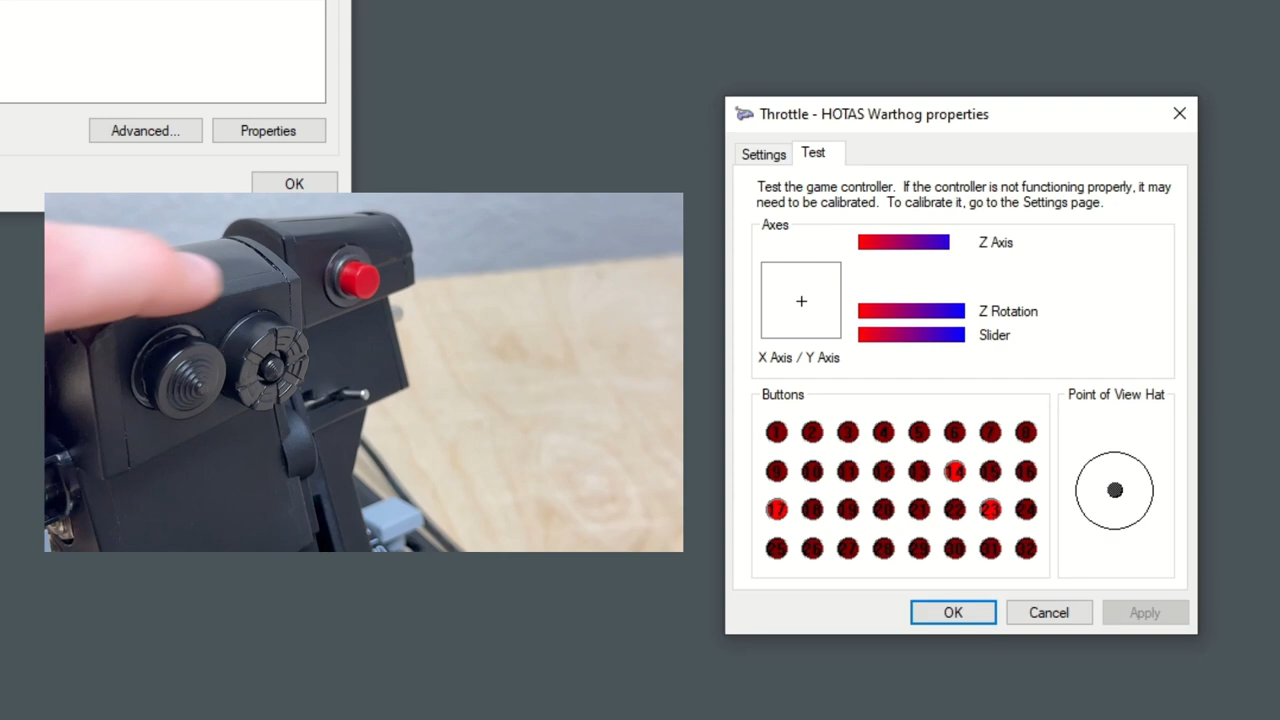 Advanced...
Properties
OK
Throttle - HOTAS Warthog properties
Settings
Test
Test the game controller. If the controller is not functioning properly, it may
need to be calibrated. To calibrate it, go to the Settings page.
Axes
Z Axis
Z Rotation
Slider
X Axis / Y Axis
Buttons
1 2 3 4 5 6 7 8
9 10 11 12 13 14 15 16
17 18 19 20 21 22 23 24
25 26 27 28 29 30 31 32
Point of View Hat
OK
Cancel
Apply